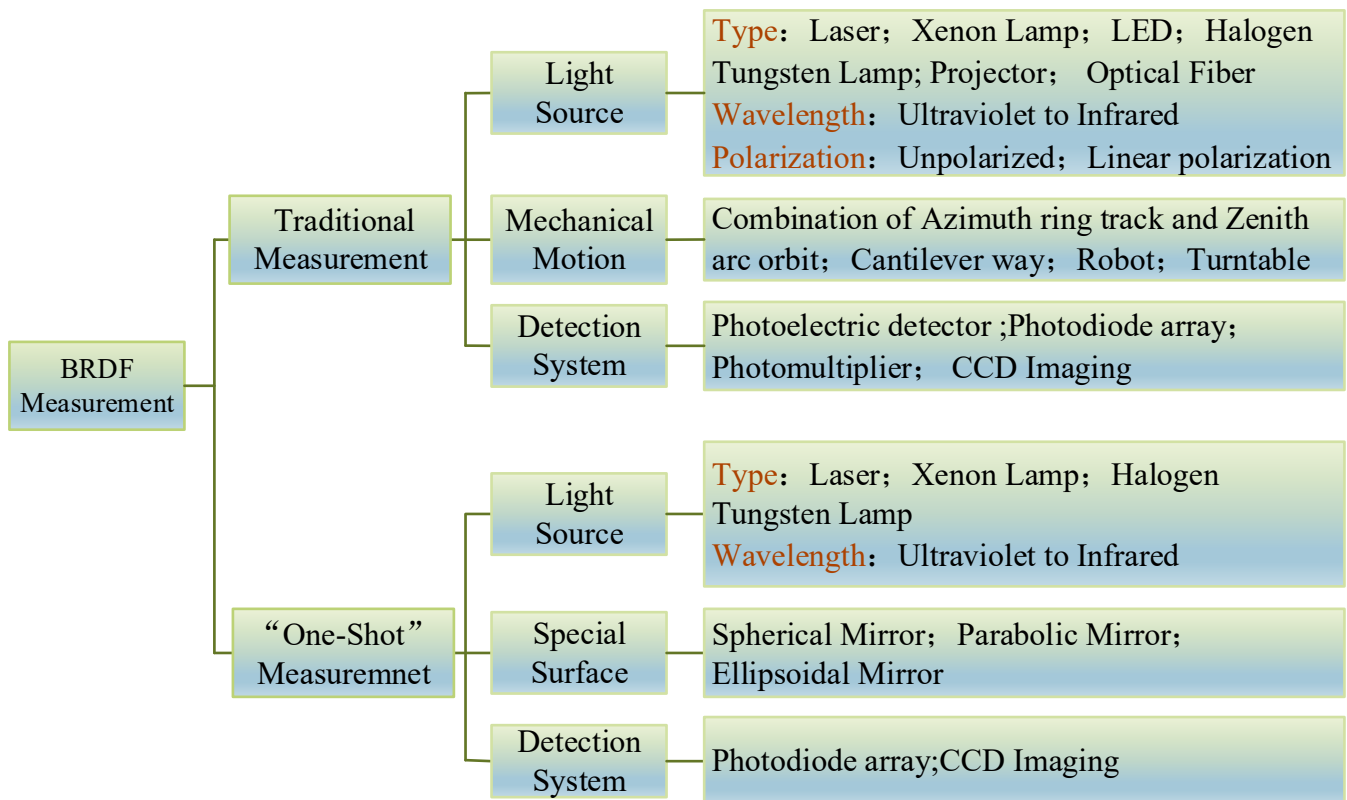 BRDF
Measurement
Traditional
Measurement
Light
Source
Type：Laser；Xenon Lamp；LED；Halogen
Tungsten Lamp; Projector； Optical Fiber
Wavelength：Ultraviolet to Infrared
Polarization：Unpolarized；Linear polarization
Mechanical
Motion
Combination of Azimuth ring track and Zenith
arc orbit；Cantilever way；Robot；Turntable
Detection
System
Photoelectric detector ;Photodiode array；
Photomultiplier； CCD Imaging
“One-Shot”
Measuremnet
Light
Source
Type：Laser；Xenon Lamp；Halogen
Tungsten Lamp
Wavelength：Ultraviolet to Infrared
Special
Surface
Spherical Mirror；Parabolic Mirror；
Ellipsoidal Mirror
Detection
System
Photodiode array;CCD Imaging